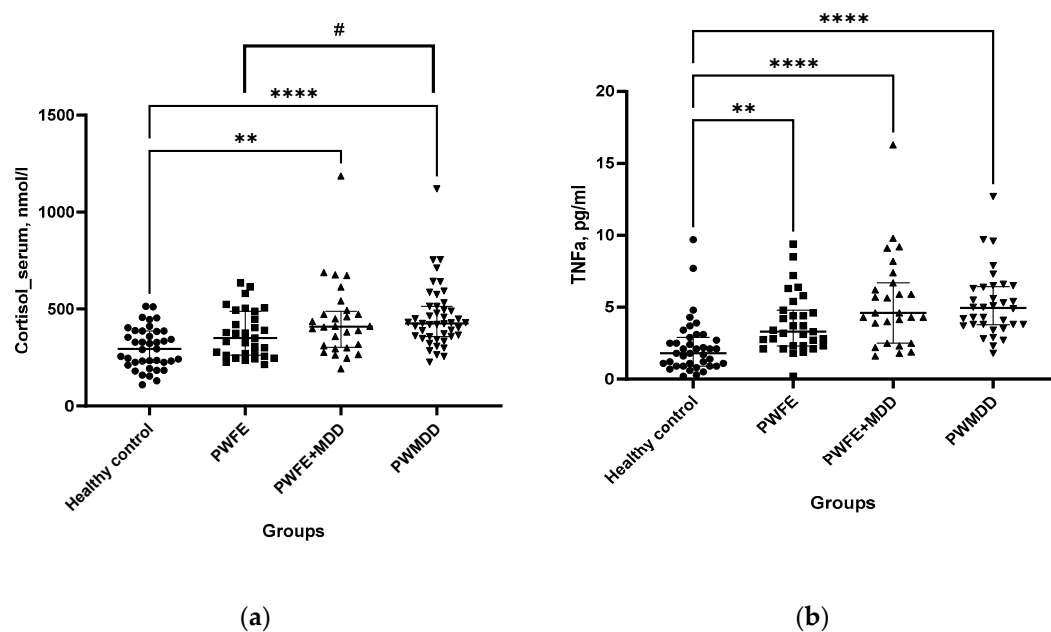 #
****
**
1500
1000
500
0
Cortisol_serum, nmol/l
Healthy control
PWFE
PWFE+MDD
PWMDD
Groups
(a)
****
****
**
20
15
10
5
0
TNFa, pg/ml
Healthy control
PWFE
PWFE+MDD
PWMDD
Groups
(b)